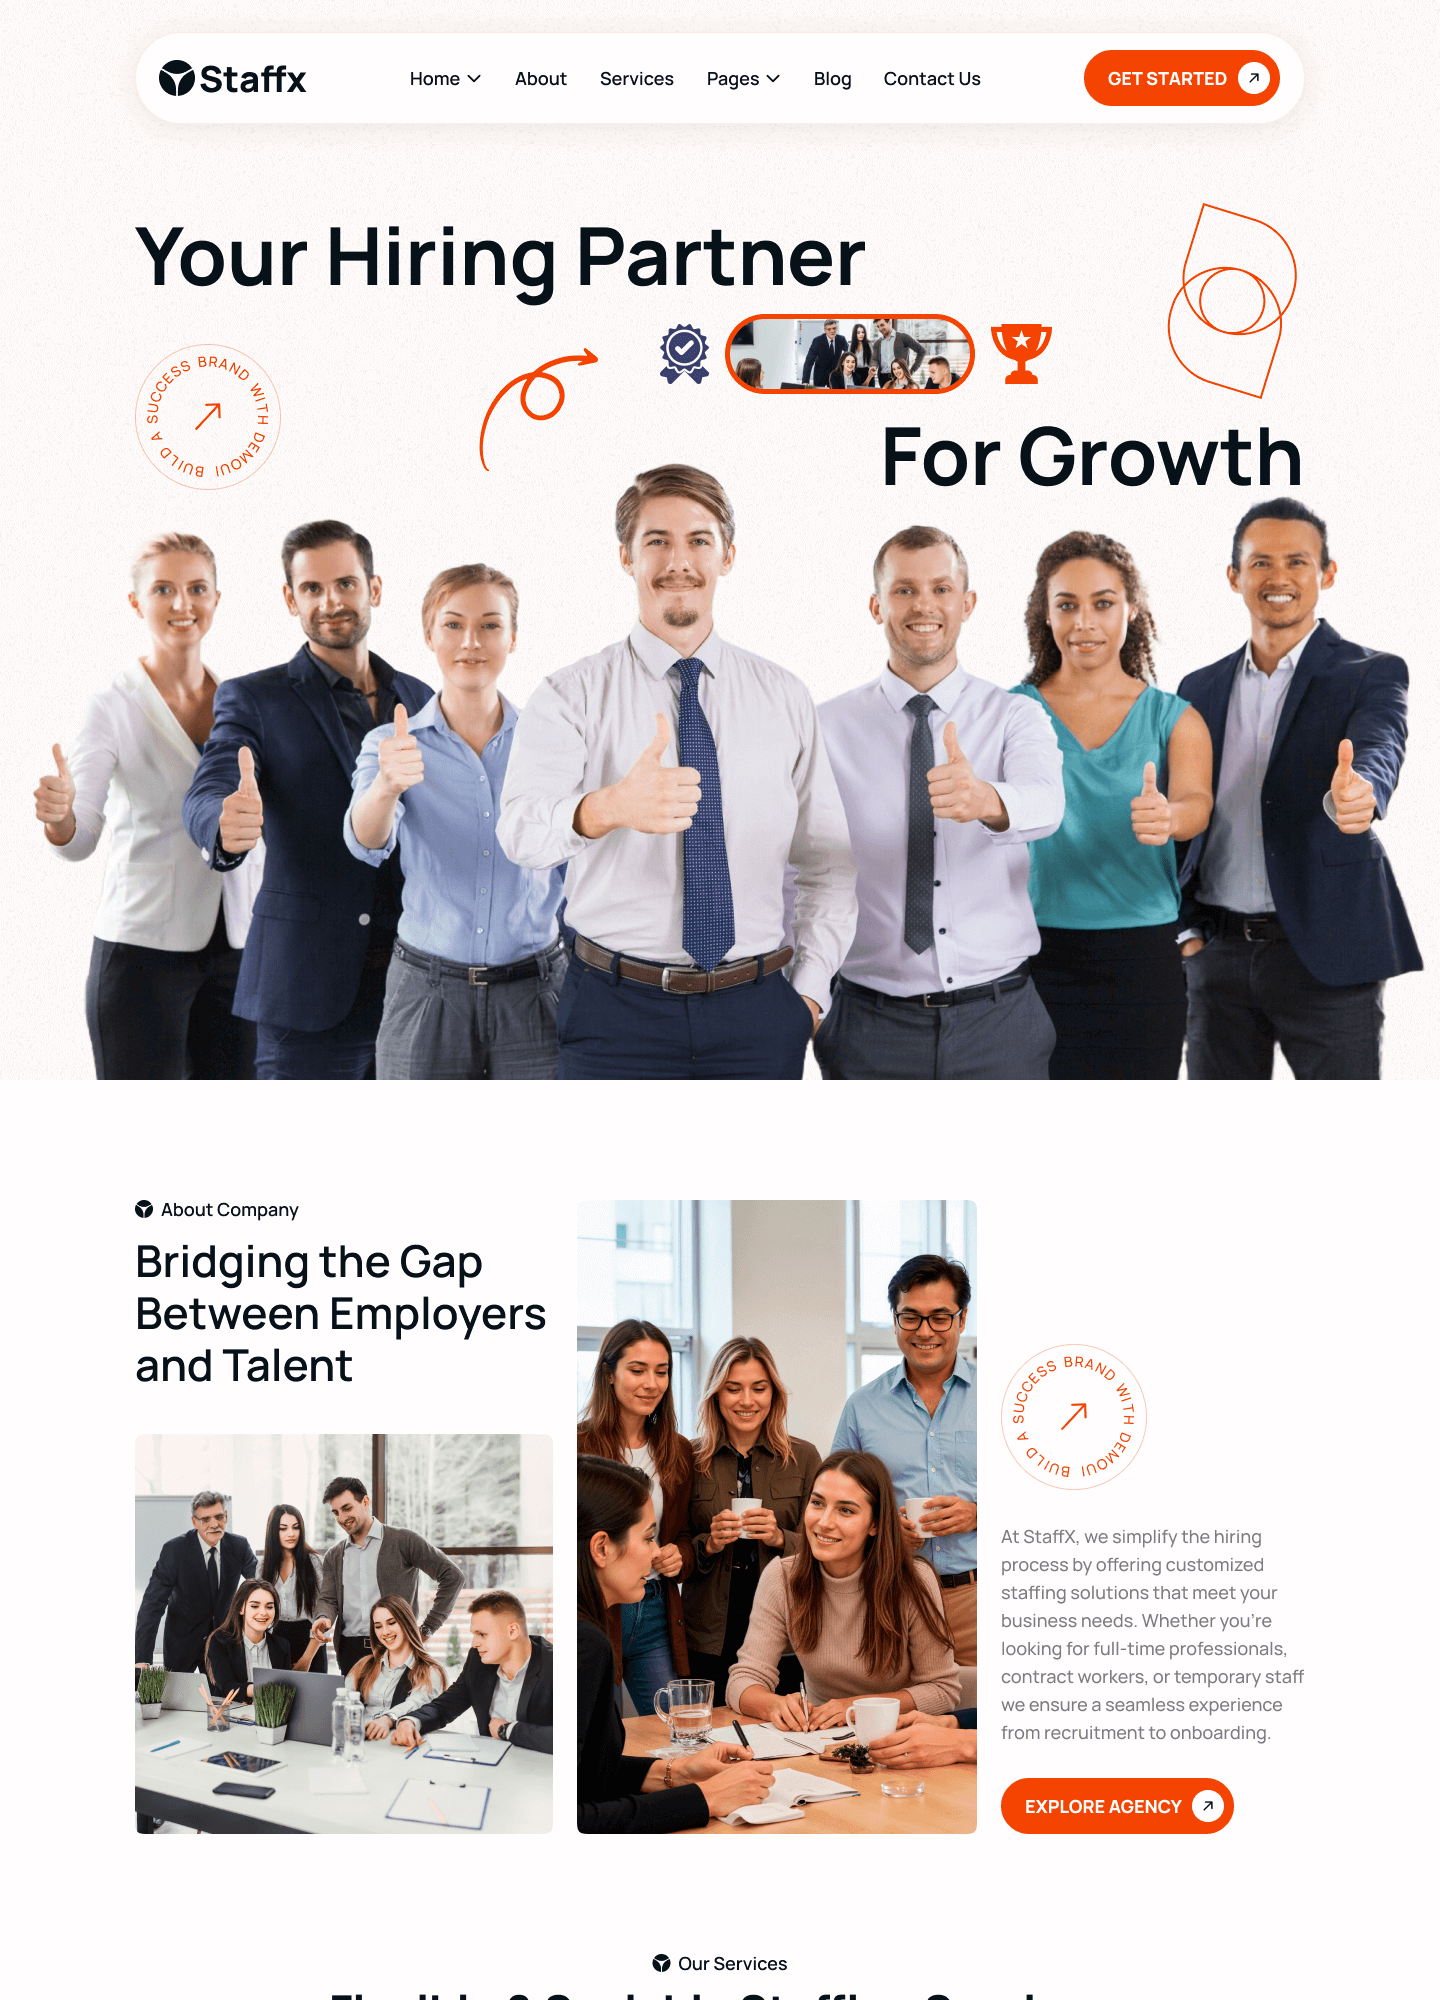 Staffx
Home
About
Services
Pages
Blog
Contact Us
GET STARTED
Your Hiring Partner
For Growth
BUILD A SUCCESS BRAND WITH DEMOUI
About Company
Bridging the Gap
Between Employers
and Talent
BUILD A SUCCESS BRAND WITH DEMOUI
At StaffX, we simplify the hiring
process by offering customized
staffing solutions that meet your
business needs. Whether you’re
looking for full-time professionals,
contract workers, or temporary staff
we ensure a seamless experience
from recruitment to onboarding.
EXPLORE AGENCY
Our Services